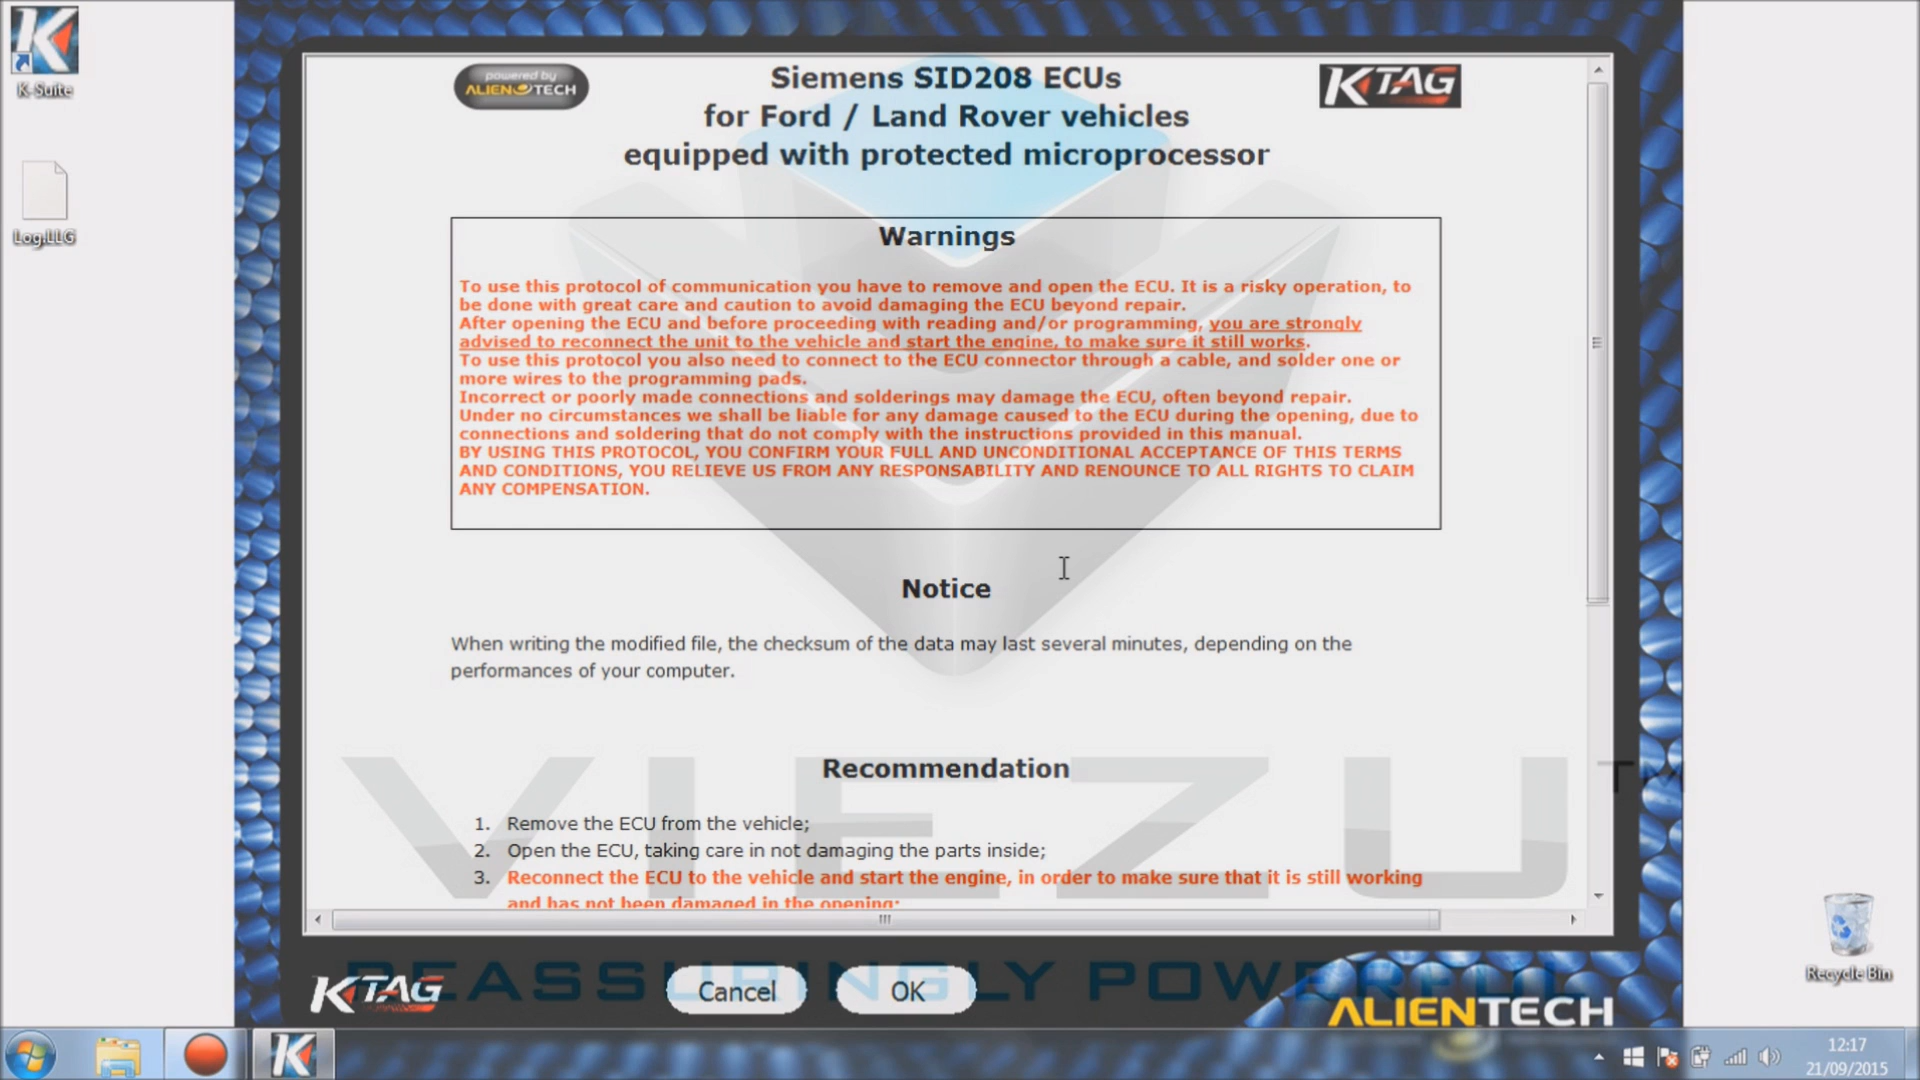 K-Suite
Log.LLG
powered by
ALIENTECH
Siemens SID208 ECUs
for Ford / Land Rover vehicles
equipped with protected microprocessor
KTAG
Warnings
To use this protocol of communication you have to remove and open the ECU. It is a risky operation, to
be done with great care and caution to avoid damaging the ECU beyond repair.
After opening the ECU and before proceeding with reading and/or programming, you are strongly
advised to reconnect the unit to the vehicle and start the engine, to make sure it still works.
To use this protocol you also need to connect to the ECU connector through a cable, and solder one or
more wires to the programming pads.
Incorrect or poorly made connections and solderings may damage the ECU, often beyond repair.
Under no circumstances we shall be liable for any damage caused to the ECU during the opening, due to
connections and soldering that do not comply with the instructions provided in this manual.
BY USING THIS PROTOCOL, YOU CONFIRM YOUR FULL AND UNCONDITIONAL ACCEPTANCE OF THIS TERMS
AND CONDITIONS, YOU RELIEVE US FROM ANY RESPONSABILITY AND RENOUNCE TO ALL RIGHTS TO CLAIM
ANY COMPENSATION.
Notice
When writing the modified file, the checksum of the data may last several minutes, depending on the
performances of your computer.
VIEZU TM
Recommendation
1. Remove the ECU from the vehicle;
2. Open the ECU, taking care in not damaging the parts inside;
3. Reconnect the ECU to the vehicle and start the engine, in order to make sure that it is still working
and has not been damaged in the opening;
REASSURINGLY POWERFUL
KTAG
Cancel
OK
ALIENTECH
Recycle Bin
12:17
21/09/2015